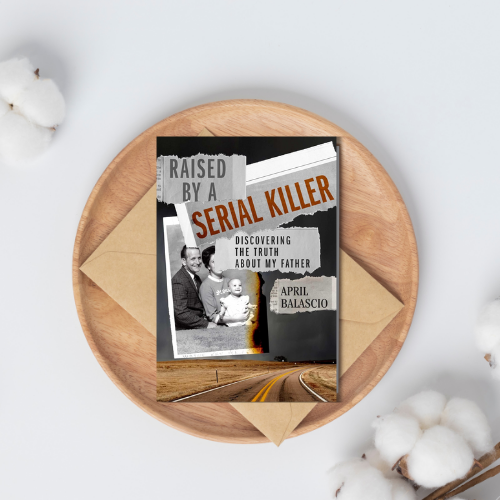 RAISED
BY A
SERIAL KILLER
DISCOVERING
THE TRUTH
ABOUT MY FATHER
APRIL
BALASCIO